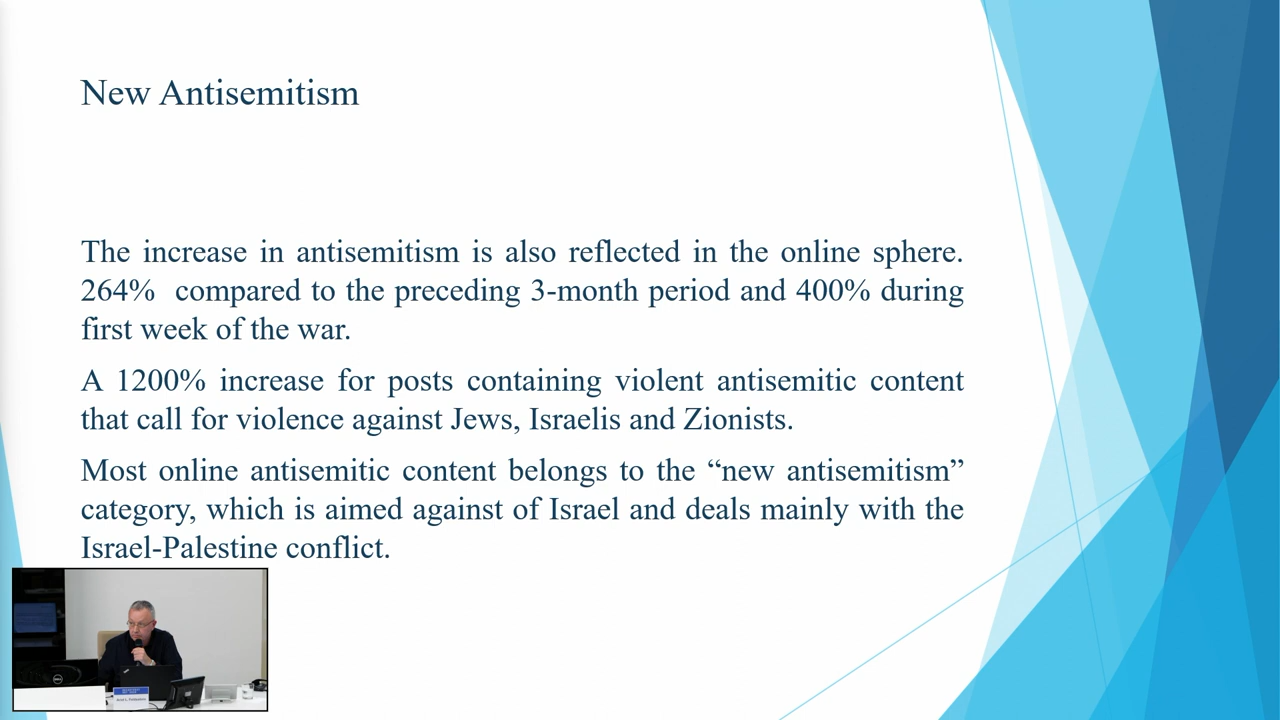 New Antisemitism
The increase in antisemitism is also reflected in the online sphere.
264% compared to the preceding 3-month period and 400% during
first week of the war.
A 1200% increase for posts containing violent antisemitic content
that call for violence against Jews, Israelis and Zionists.
Most online antisemitic content belongs to the “new antisemitism”
category, which is aimed against of Israel and deals mainly with the
Israel-Palestine conflict.
DELL